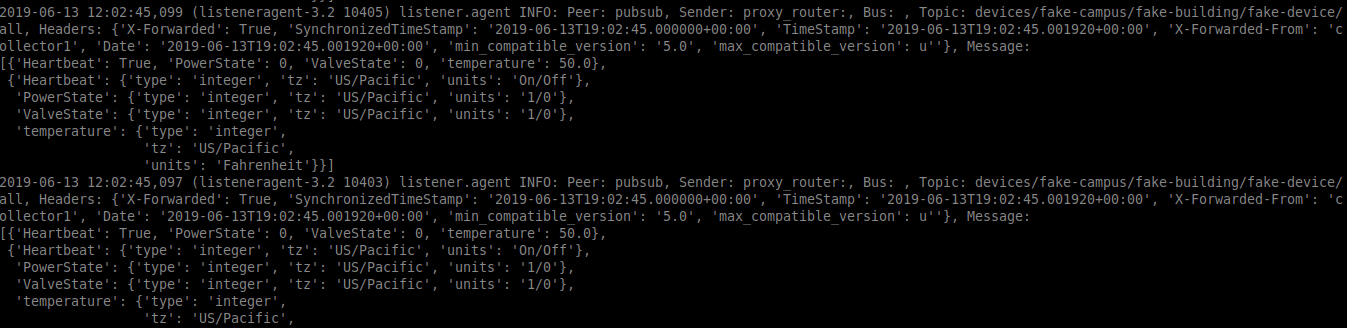 2019-06-13 12:02:45,099 (listeneragent-3.2 10405) listener.agent INFO: Peer: pubsub, Sender: proxy_router:, Bus: , Topic: devices/fake-campus/fake-building/fake-device/
all, Headers: {'X-Forwarded': True, 'SynchronizedTimeStamp': '2019-06-13T19:02:45.000000+00:00', 'TimeStamp': '2019-06-13T19:02:45.001920+00:00', 'X-Forwarded-From': 'c
ollector1', 'Date': '2019-06-13T19:02:45.001920+00:00', 'min_compatible_version': '5.0', 'max_compatible_version': u''}, Message:
[{'Heartbeat': True, 'PowerState': 0, 'ValveState': 0, 'temperature': 50.0},
 {'Heartbeat': {'type': 'integer', 'tz': 'US/Pacific', 'units': 'On/Off'},
  'PowerState': {'type': 'integer', 'tz': 'US/Pacific', 'units': '1/0'},
  'ValveState': {'type': 'integer', 'tz': 'US/Pacific', 'units': '1/0'},
  'temperature': {'type': 'integer',
                  'tz': 'US/Pacific',
                  'units': 'Fahrenheit'}}]
2019-06-13 12:02:45,097 (listeneragent-3.2 10403) listener.agent INFO: Peer: pubsub, Sender: proxy_router:, Bus: , Topic: devices/fake-campus/fake-building/fake-device/
all, Headers: {'X-Forwarded': True, 'SynchronizedTimeStamp': '2019-06-13T19:02:45.000000+00:00', 'TimeStamp': '2019-06-13T19:02:45.001920+00:00', 'X-Forwarded-From': 'c
ollector1', 'Date': '2019-06-13T19:02:45.001920+00:00', 'min_compatible_version': '5.0', 'max_compatible_version': u''}, Message:
[{'Heartbeat': True, 'PowerState': 0, 'ValveState': 0, 'temperature': 50.0},
 {'Heartbeat': {'type': 'integer', 'tz': 'US/Pacific', 'units': 'On/Off'},
  'PowerState': {'type': 'integer', 'tz': 'US/Pacific', 'units': '1/0'},
  'ValveState': {'type': 'integer', 'tz': 'US/Pacific', 'units': '1/0'},
  'temperature': {'type': 'integer',
                  'tz': 'US/Pacific',